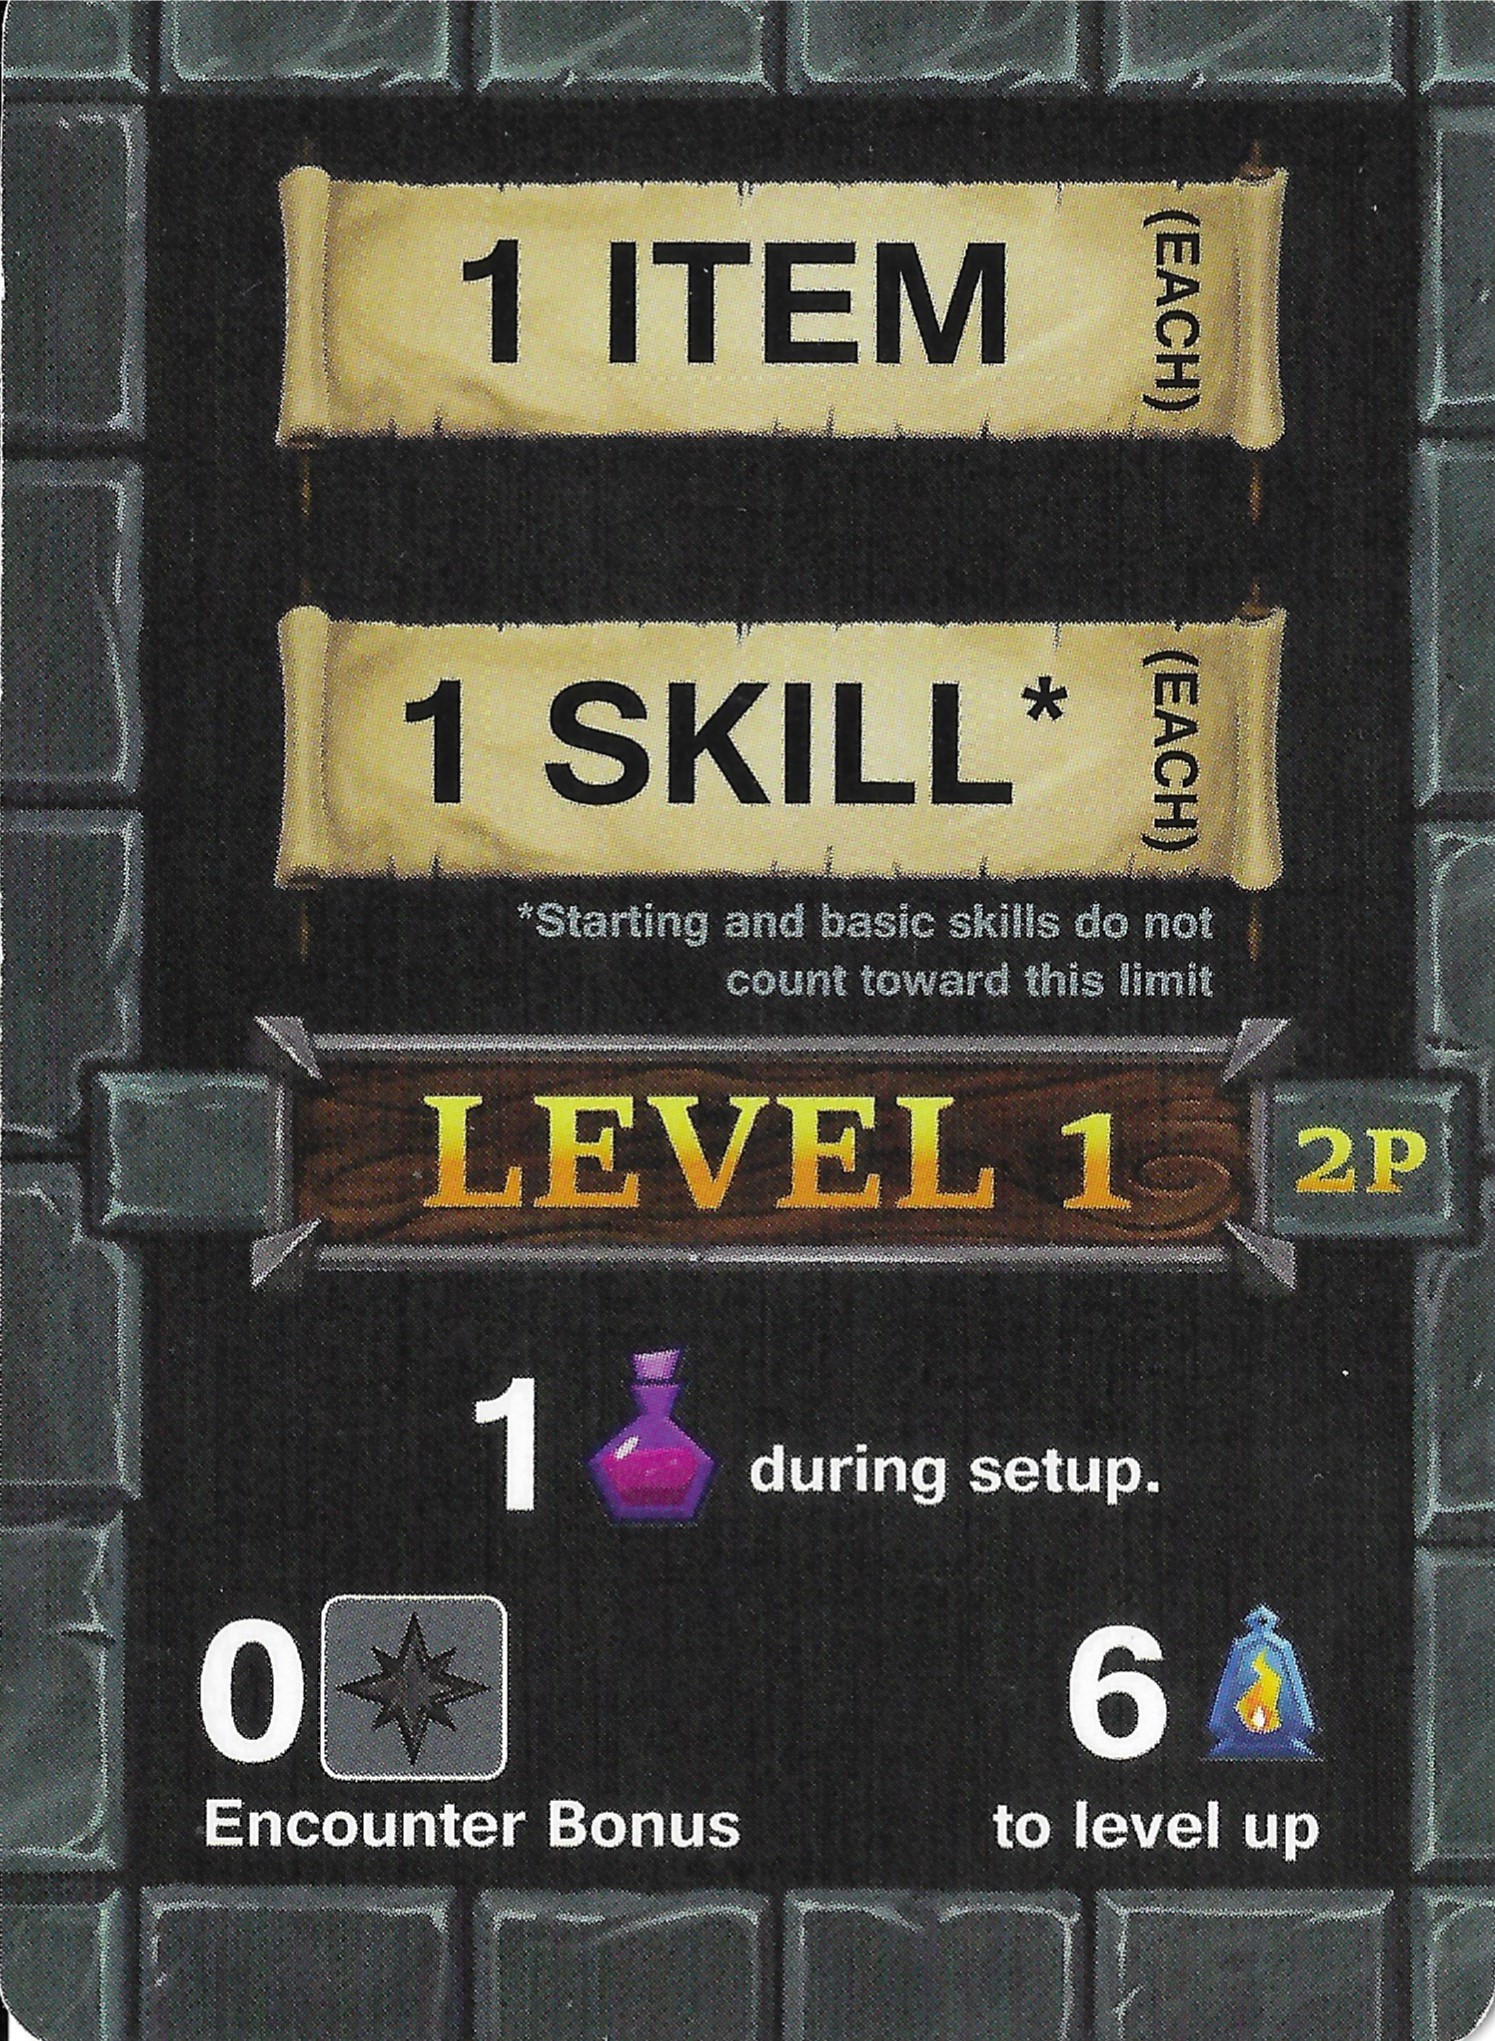 1 ITEM (EACH)
1 SKILL* (EACH)
*Starting and basic skills do not
count toward this limit
LEVEL 1 2P
1 during setup.
0 6
Encounter Bonus to level up